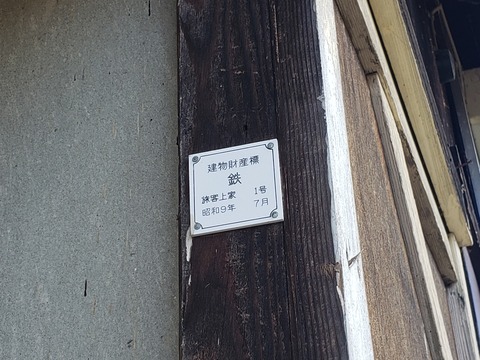 建物財産標
鉄
旅客上家 1号
昭和9年 7月